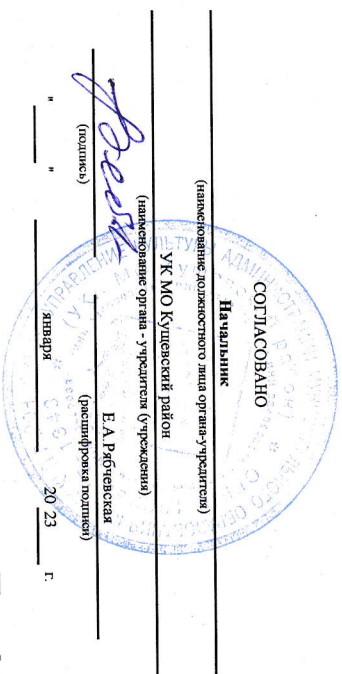 СОГЛАСОВАНО
Начальник
(наименование должностного лица органа-учредителя)
УК МО Кущевский район
(наименование органа - учредителя (учреждения)
Е.А.Рябчевская
(подпись) (расшифровка подписи)
" " января 20 23 г.